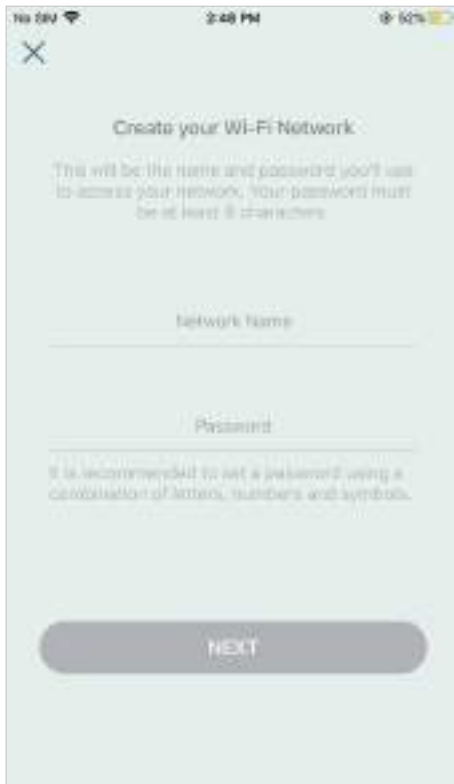 No SIM 2:48 PM 52%
Create your Wi-Fi Network
This will be the name and password you'll use
to access your network. Your password must
be at least 8 characters
Network Name
Password
It is recommended to set a password using a
combination of letters, numbers and symbols.
NEXT